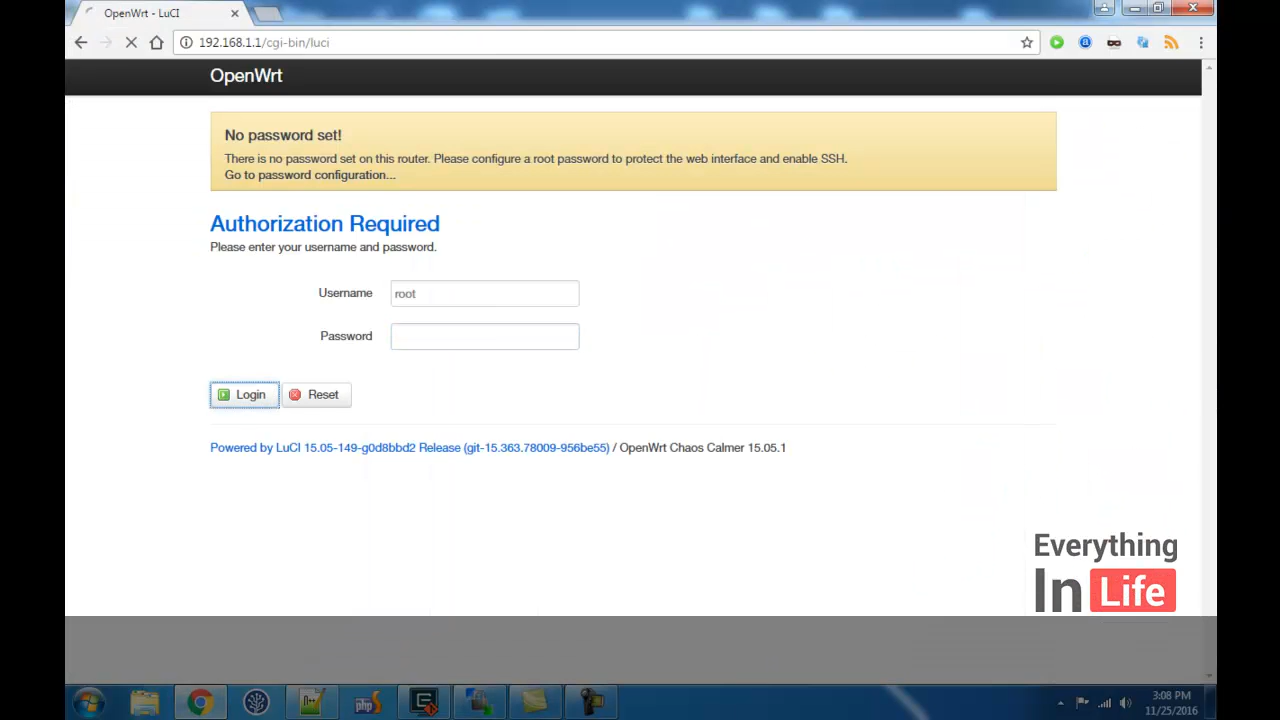 OpenWrt - LuCI
192.168.1.1/cgi-bin/luci
OpenWrt
No password set!
There is no password set on this router. Please configure a root password to protect the web interface and enable SSH.
Go to password configuration...
Authorization Required
Please enter your username and password.
Username root
Password
Login Reset
Powered by LuCI 15.05-149-g0d8bbd2 Release (git-15.363.78009-956be55) / OpenWrt Chaos Calmer 15.05.1
Everything
In Life
php
3:08 PM
11/25/2016